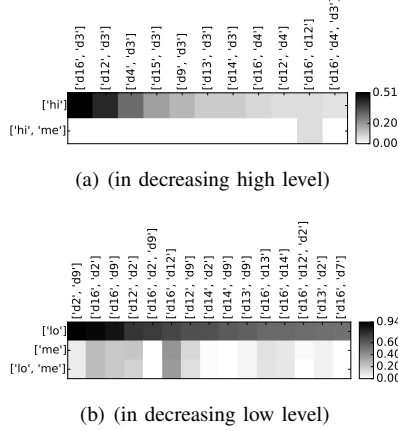 ['d16', 'd3']
['d12', 'd3']
['d4', 'd3']
['d15', 'd3']
['d9', 'd3']
['d13', 'd3']
['d14', 'd3']
['d16', 'd4']
['d12', 'd4']
['d16', 'd12']
['d16', 'd4', 'd3']
['hi']
['hi', 'me']
0.51
0.20
0.00
(a) (in decreasing high level)
['d2', 'd9']
['d16', 'd2']
['d16', 'd9']
['d12', 'd2']
['d16', 'd2', 'd9']
['d16', 'd12']
['d12', 'd9']
['d14', 'd2']
['d14', 'd9']
['d13', 'd9']
['d16', 'd13']
['d16', 'd14']
['d16', 'd12', 'd2']
['d13', 'd2']
['d16', 'd7']
['lo']
['me']
['lo', 'me']
0.94
0.60
0.40
0.20
0.00
(b) (in decreasing low level)